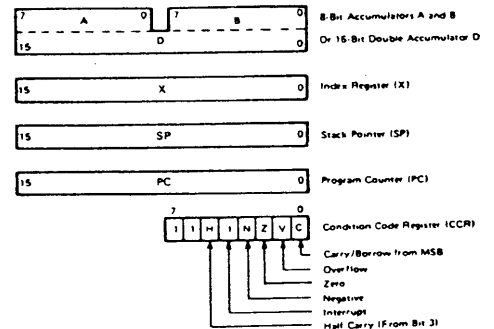 7 A 0 7 B 0 8-Bit Accumulators A and B
15 D 0 Or 16-Bit Double Accumulator D
15 X 0 Index Register (X)
15 SP 0 Stack Pointer (SP)
15 PC 0 Program Counter (PC)
7 0
1 1 H I N Z V C Condition Code Register (CCR)
Carry/Borrow from MSB
Overflow
Zero
Negative
Interrupt
Half Carry (From Bit 3)